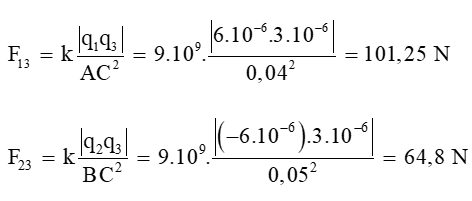 F₁₃ = k|q₁q₃|/AC² = 9.10⁹.|6.10⁻⁶.3.10⁻⁶|/0,04² = 101,25 N
F₂₃ = k|q₂q₃|/BC² = 9.10⁹.|(−6.10⁻⁶).3.10⁻⁶|/0,05² = 64,8 N